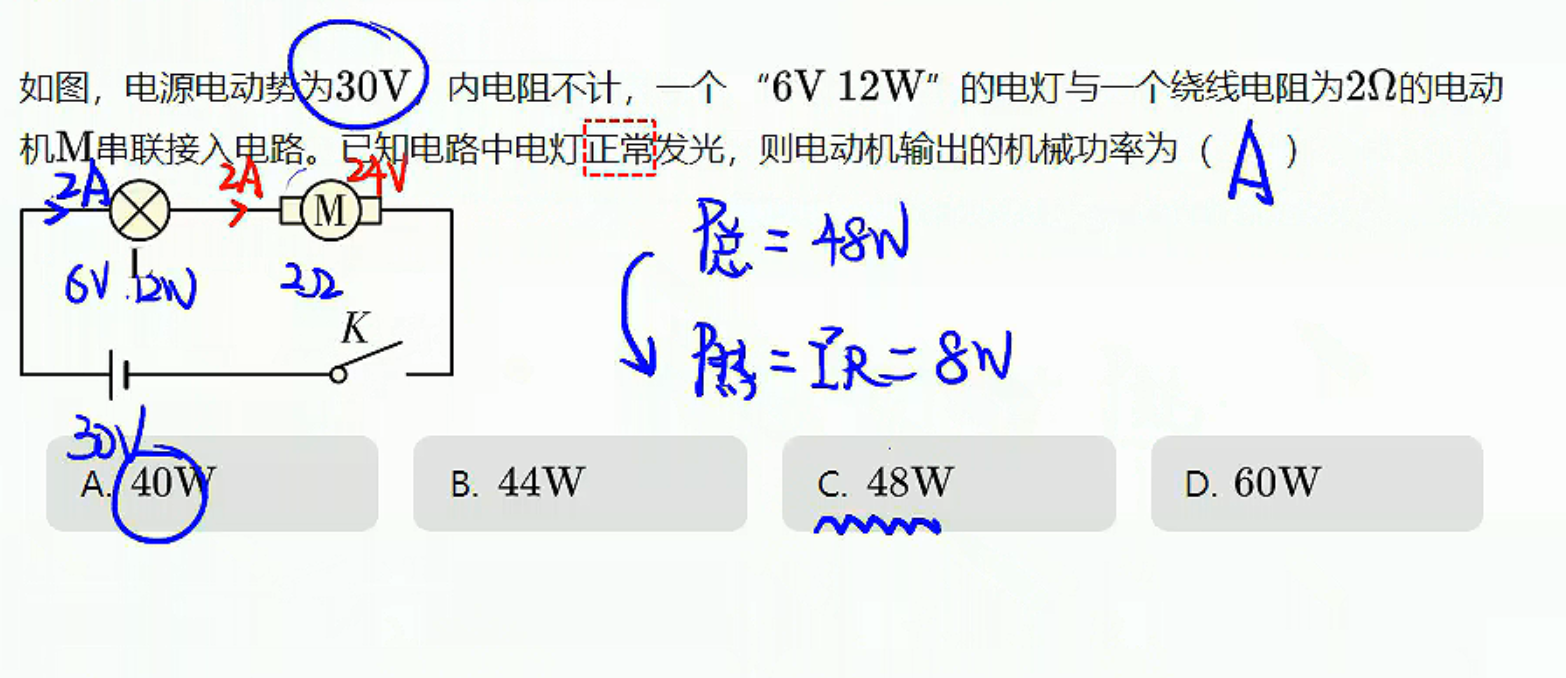 如图，电源电动势为30V，内电阻不计，一个 “6V 12W” 的电灯与一个绕线电阻为2Ω的电动
机M串联接入电路。已知电路中电灯正常发光，则电动机输出的机械功率为（ A ）
2A 2A 24V
M
L
6V 12W 2Ω
K
30V
P总 = 48W
P热 = I²R = 8W
A. 40W
B. 44W
C. 48W
D. 60W